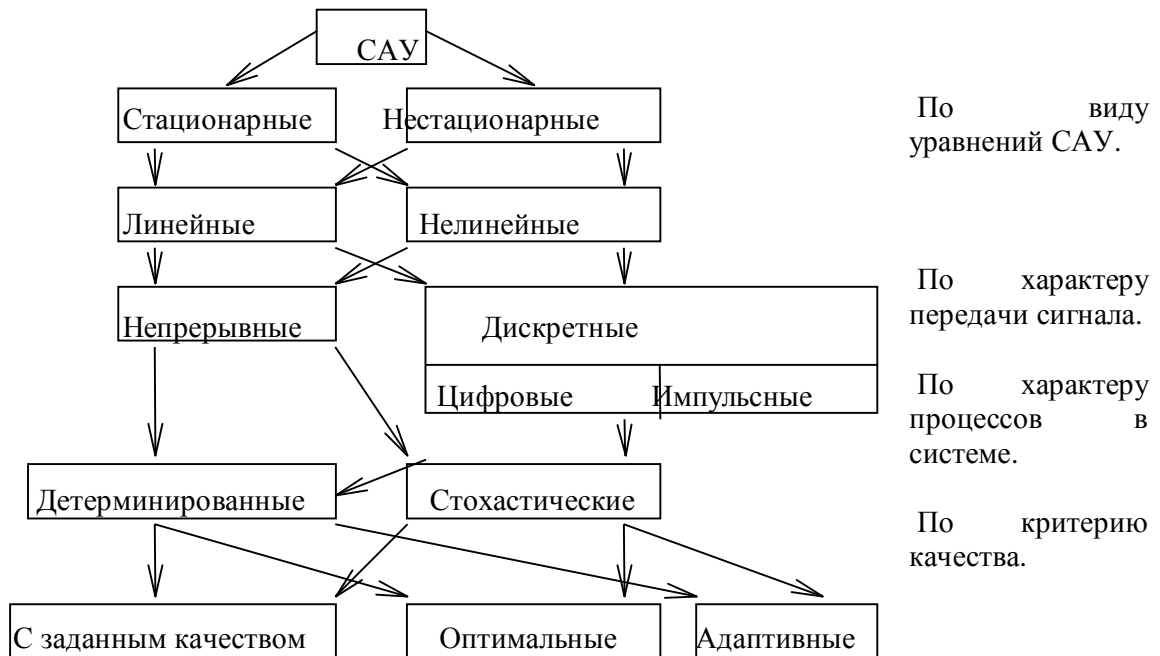 САУ
Стационарные
Нестационарные
По виду
уравнений САУ.
Линейные
Нелинейные
По характеру
передачи сигнала.
Непрерывные
Дискретные
Цифровые
Импульсные
По характеру
процессов в
системе.
Детерминированные
Стохастические
По критерию
качества.
С заданным качеством
Оптимальные
Адаптивные